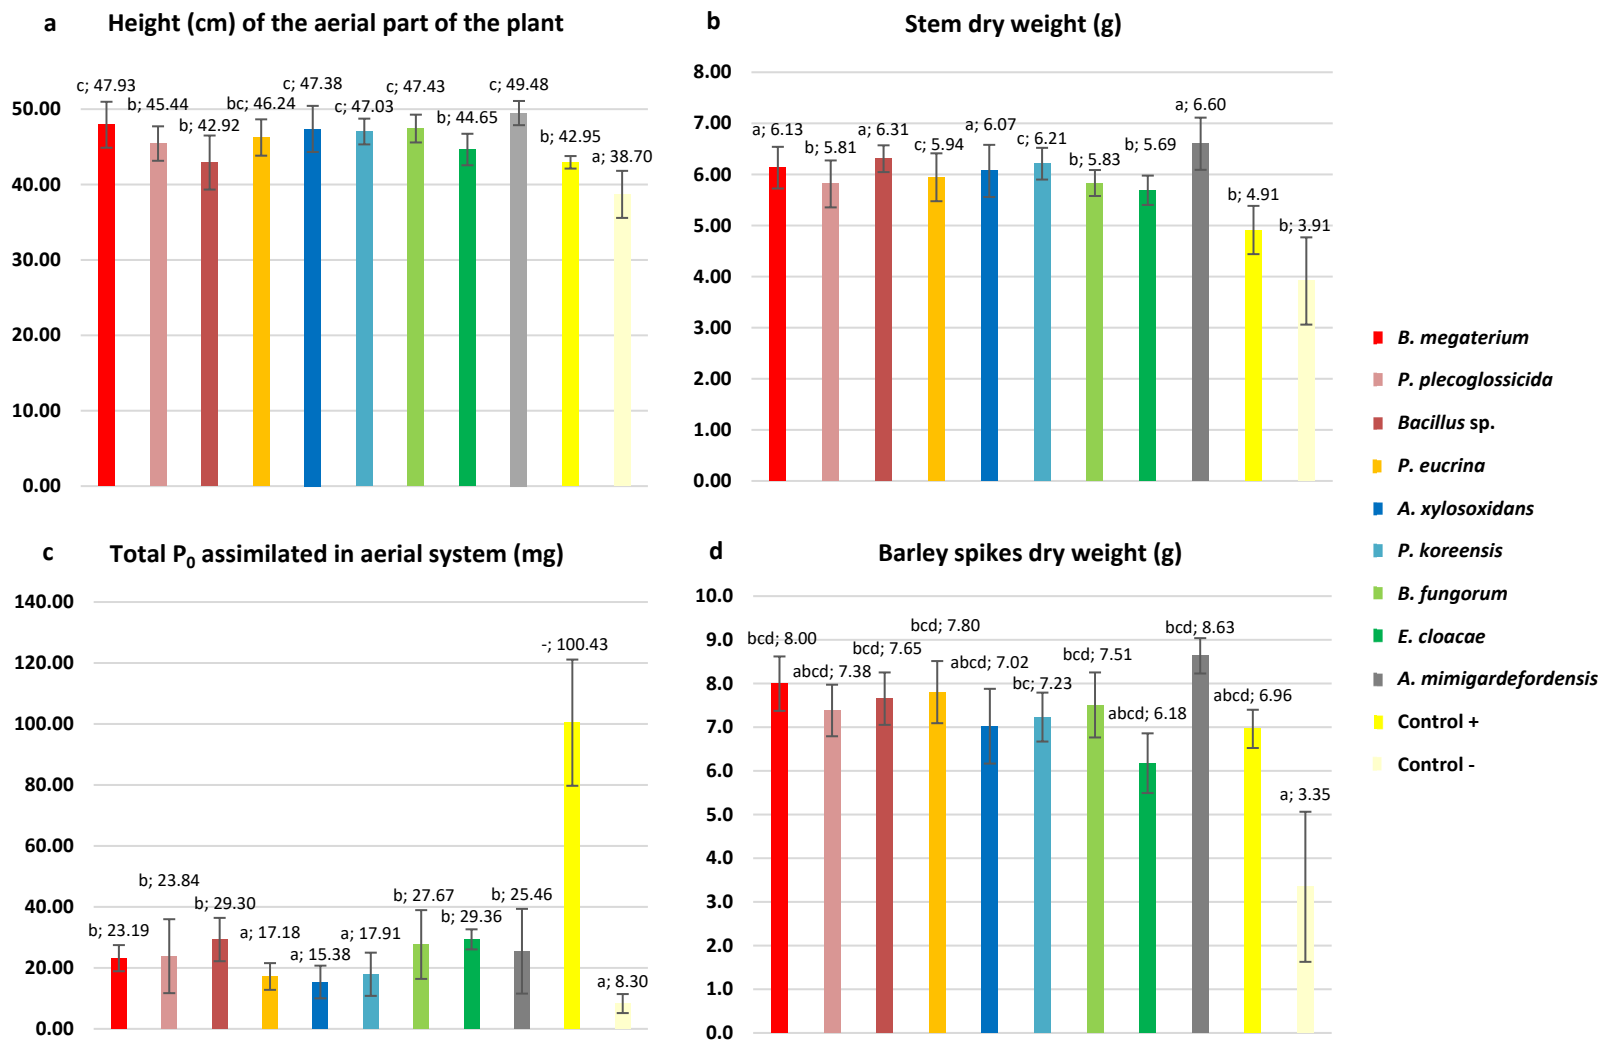 a Height (cm) of the aerial part of the plant
c; 47.93
b; 45.44
b; 42.92
bc; 46.24
c; 47.38
c; 47.03
c; 47.43
b; 44.65
c; 49.48
b; 42.95
a; 38.70
50.00
40.00
30.00
20.00
10.00
0.00
b Stem dry weight (g)
8.00
7.00
6.00
5.00
4.00
3.00
2.00
1.00
0.00
a; 6.13
b; 5.81
a; 6.31
c; 5.94
a; 6.07
c; 6.21
b; 5.83
b; 5.69
a; 6.60
b; 4.91
b; 3.91
c Total P0 assimilated in aerial system (mg)
140.00
120.00
100.00
80.00
60.00
40.00
20.00
0.00
b; 23.19
b; 23.84
b; 29.30
a; 17.18
a; 15.38
a; 17.91
b; 27.67
b; 29.36
b; 25.46
-; 100.43
a; 8.30
d Barley spikes dry weight (g)
10.0
9.0
8.0
7.0
6.0
5.0
4.0
3.0
2.0
1.0
0.0
bcd; 8.00
abcd; 7.38
bcd; 7.65
bcd; 7.80
abcd; 7.02
bc; 7.23
bcd; 7.51
abcd; 6.18
bcd; 8.63
abcd; 6.96
a; 3.35
B. megaterium
P. plecoglossicida
Bacillus sp.
P. eucrina
A. xylosoxidans
P. koreensis
B. fungorum
E. cloacae
A. mimigardefordensis
Control +
Control -